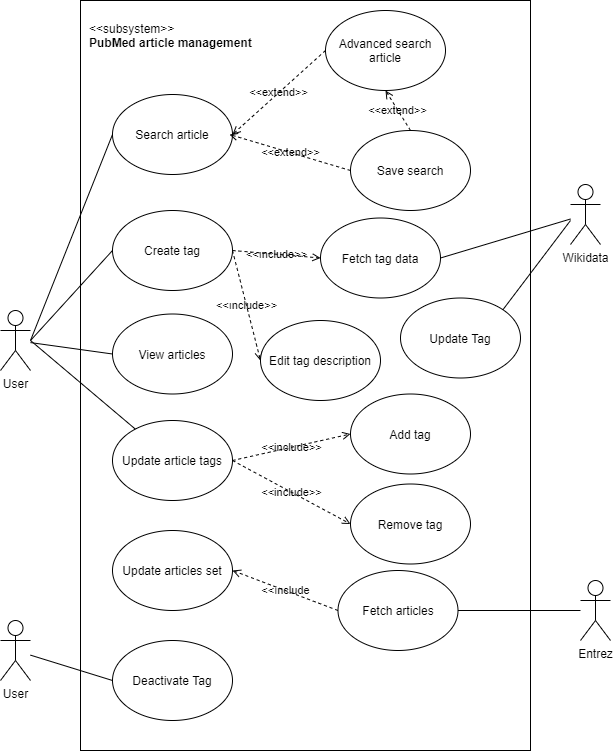 <<subsystem>>
PubMed article management
Advanced search
article
<<extend>>
<<extend>>
Search article
<<extend>>
Save search
Create tag
<<include>>
Fetch tag data
Wikidata
<<include>>
Update Tag
View articles
Edit tag description
User
Add tag
<<include>>
Update article tags
<<include>>
Remove tag
Update articles set
<<include
Fetch articles
Entrez
Deactivate Tag
User